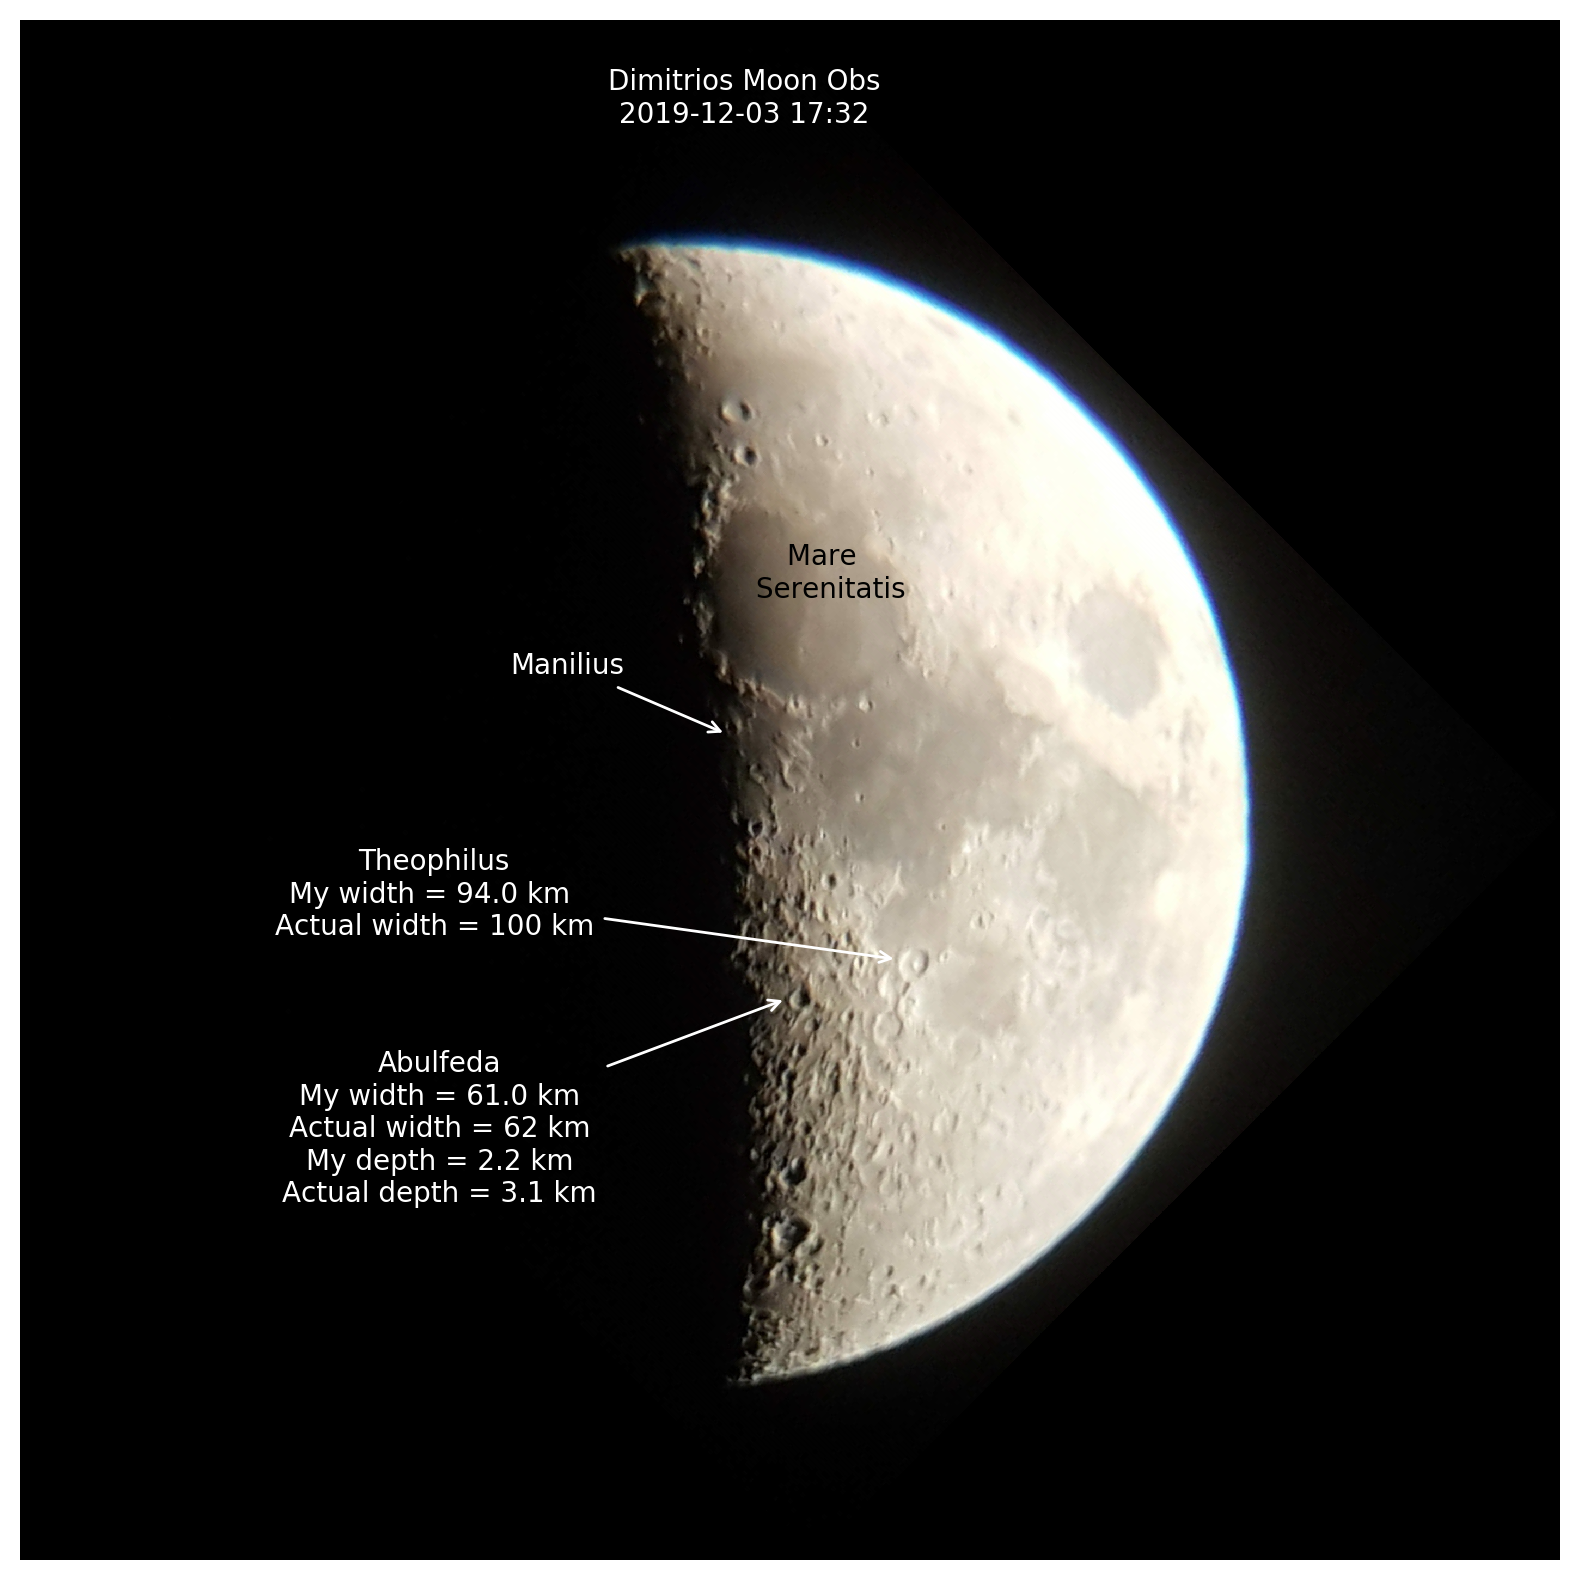 Dimitrios Moon Obs
2019-12-03 17:32
Mare
Serenitatis
Manilius
Theophilus
My width = 94.0 km
Actual width = 100 km
Abulfeda
My width = 61.0 km
Actual width = 62 km
My depth = 2.2 km
Actual depth = 3.1 km